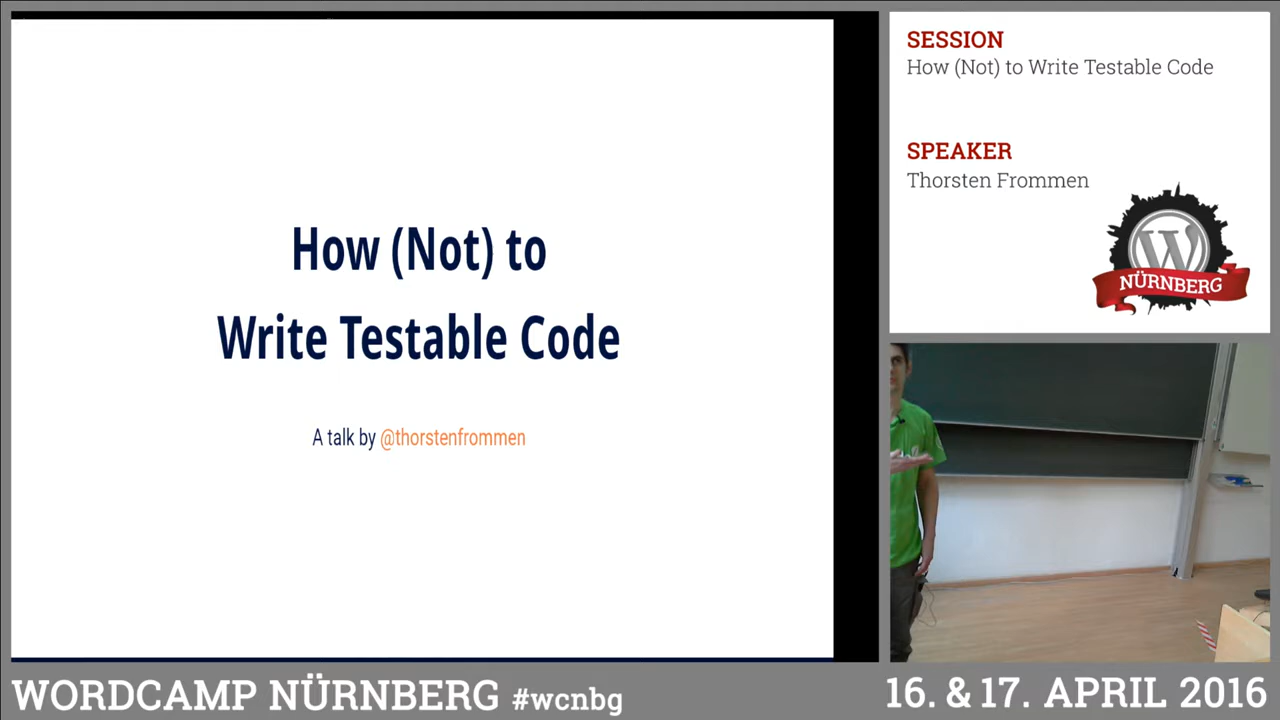 How (Not) to
Write Testable Code
A talk by @thorstenfrommen
SESSION
How (Not) to Write Testable Code
SPEAKER
Thorsten Frommen
W
NÜRNBERG
WORDCAMP NÜRNBERG #wcnbg
16. & 17. APRIL 2016